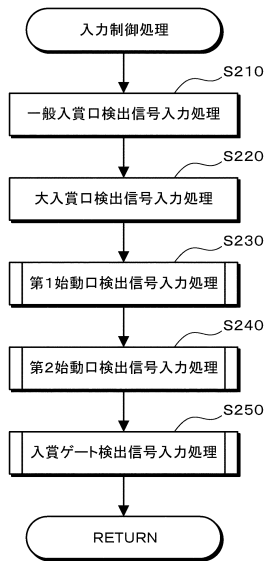 入力制御処理
S210
一般入賞口検出信号入力処理
S220
大入賞口検出信号入力処理
S230
第1始動口検出信号入力処理
S240
第2始動口検出信号入力処理
S250
入賞ゲート検出信号入力処理
RETURN